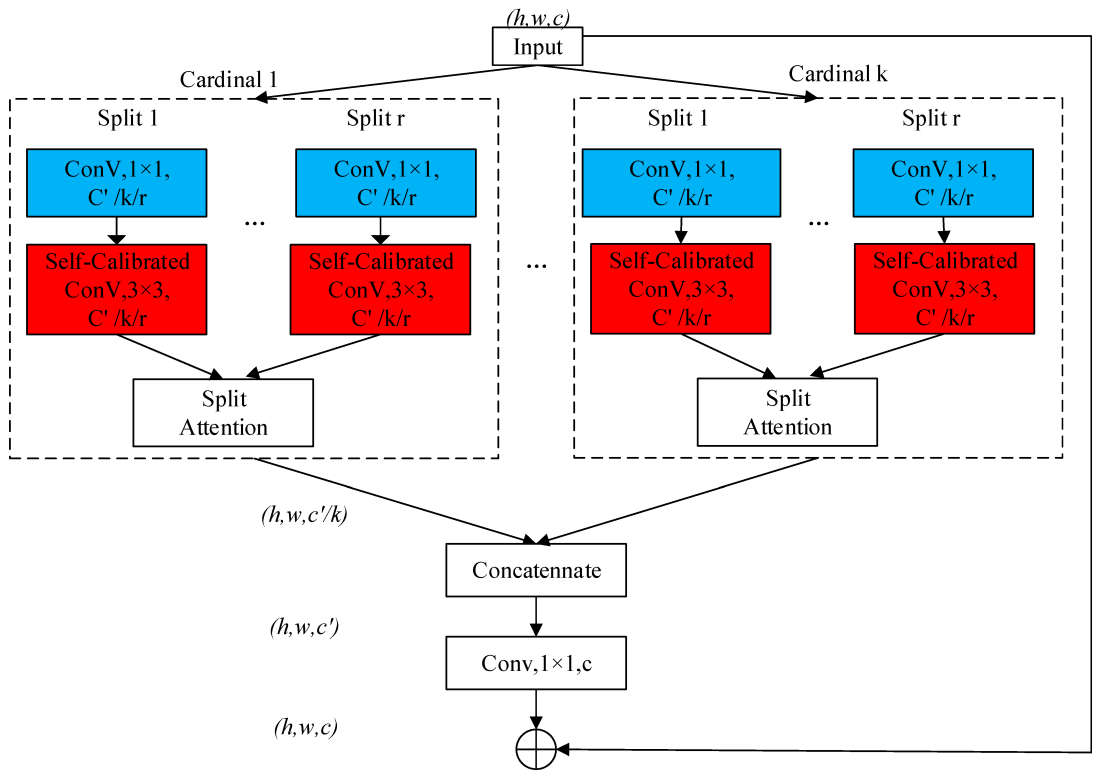 (h,w,c)
Input
Cardinal 1
Cardinal k
Split 1
Split r
Split 1
Split r
ConV,1×1,
C' /k/r
ConV,1×1,
C' /k/r
ConV,1×1,
C' /k/r
ConV,1×1,
C' /k/r
...
...
...
Self-Calibrated
ConV,3×3,
C' /k/r
Self-Calibrated
ConV,3×3,
C' /k/r
Self-Calibrated
ConV,3×3,
C' /k/r
Self-Calibrated
ConV,3×3,
C' /k/r
Split
Attention
Split
Attention
(h,w,c'/k)
Concatennate
(h,w,c')
Conv,1×1,c
(h,w,c)